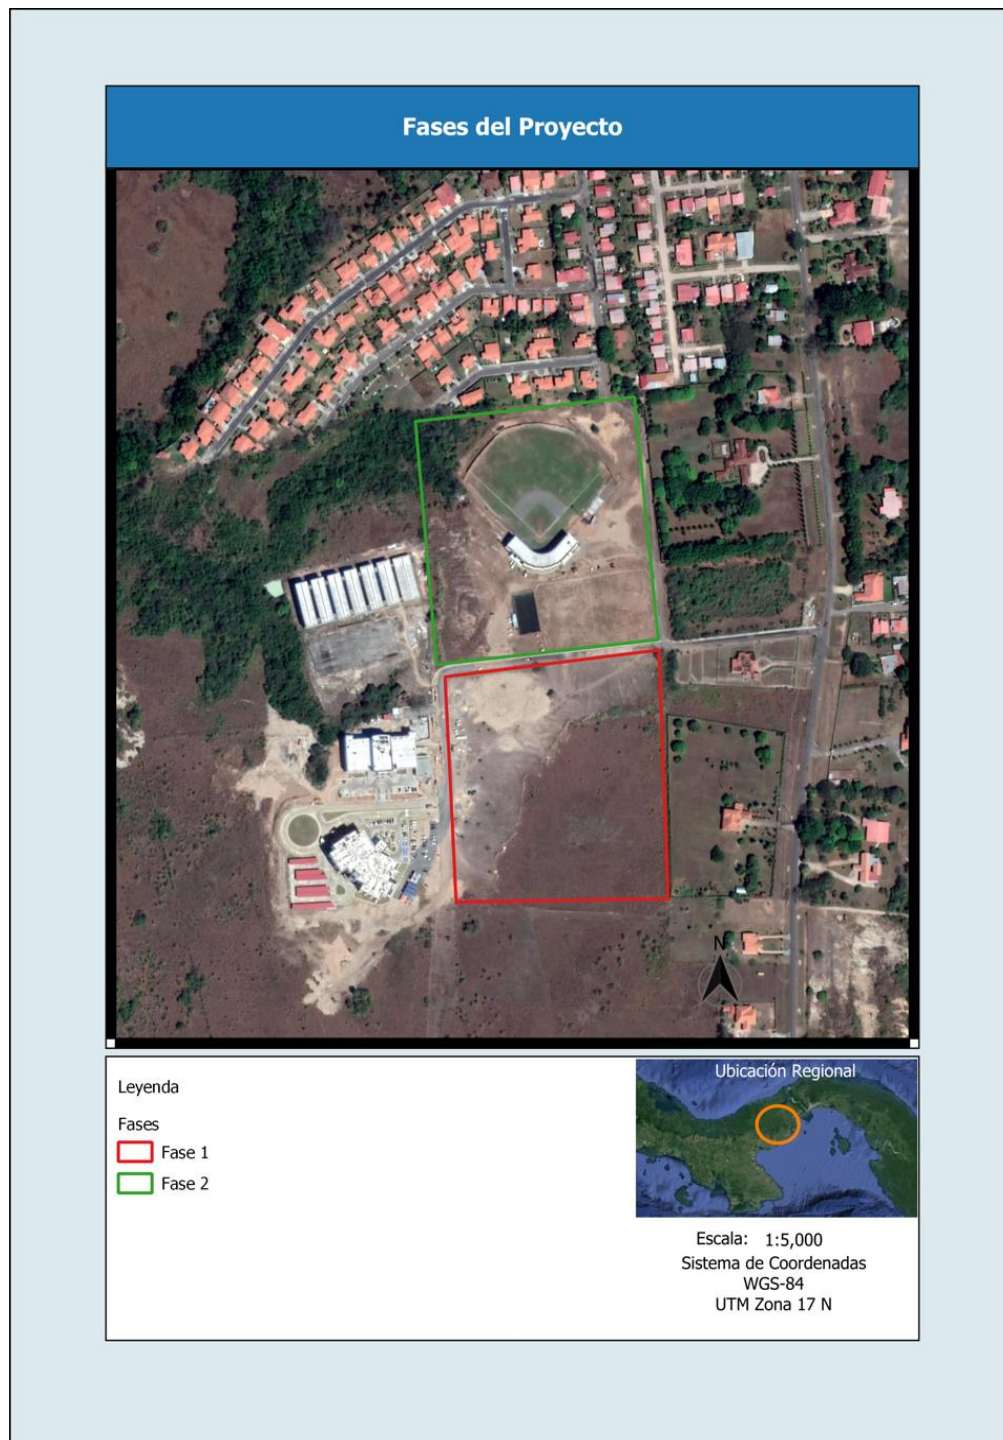 Fases del Proyecto
N
Leyenda
Fases
Fase 1
Fase 2
Ubicación Regional
Escala: 1:5,000
Sistema de Coordenadas
WGS-84
UTM Zona 17 N